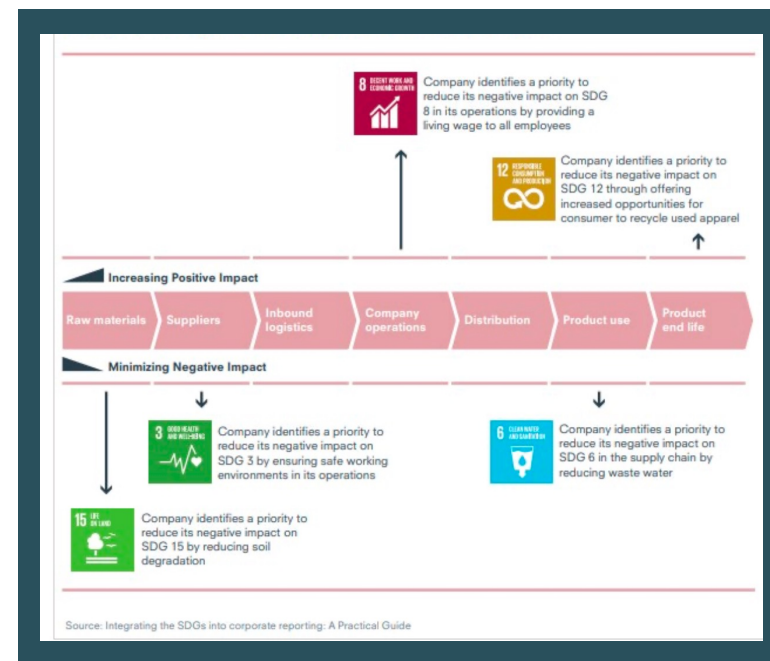 8 DECENT WORK AND
ECONOMIC GROWTH
Company identifies a priority to
reduce its negative impact on SDG
8 in its operations by providing a
living wage to all employees
12 RESPONSIBLE
CONSUMPTION
AND PRODUCTION
Company identifies a priority to
reduce its negative impact on
SDG 12 through offering
increased opportunities for
consumer to recycle used apparel
Increasing Positive Impact
Raw materials
Suppliers
Inbound
logistics
Company
operations
Distribution
Product use
Product
end life
Minimizing Negative Impact
3 GOOD HEALTH
AND WELL-BEING
Company identifies a priority to
reduce its negative impact on
SDG 3 by ensuring safe working
environments in its operations
6 CLEAN WATER
AND SANITATION
Company identifies a priority to
reduce its negative impact on
SDG 6 in the supply chain by
reducing waste water
15 LIFE
ON LAND
Company identifies a priority to
reduce its negative impact on
SDG 15 by reducing soil
degradation
Source: Integrating the SDGs into corporate reporting: A Practical Guide